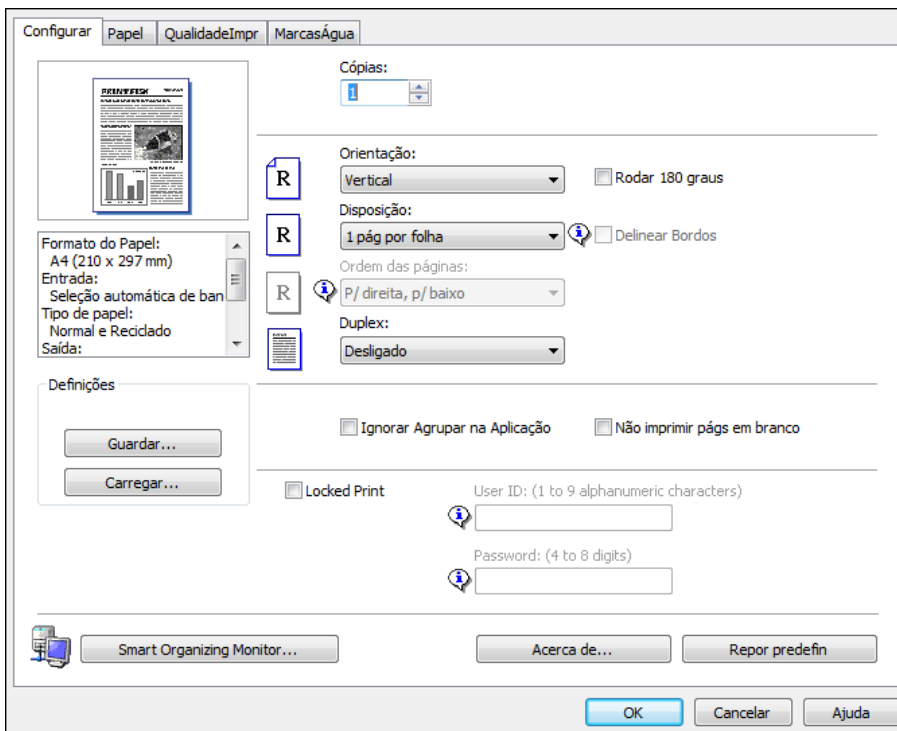 Configurar
Papel
QualidadeImpr
MarcasÁgua
Cópias:
1
Orientação:
R
Vertical
Rodar 180 graus
Disposição:
R
1 pág por folha
Delinear Bordos
Formato do Papel:
A4 (210 x 297 mm)
Entrada:
Seleção automática de ban
Tipo de papel:
Normal e Reciclado
Saída:
Ordem das páginas:
R
P/ direita, p/ baixo
Duplex:
Desligado
Definições
Guardar...
Carregar...
Ignorar Agrupar na Aplicação
Não imprimir págs em branco
Locked Print
User ID: (1 to 9 alphanumeric characters)
Password: (4 to 8 digits)
Smart Organizing Monitor...
Acerca de...
Repor predefin
OK
Cancelar
Ajuda